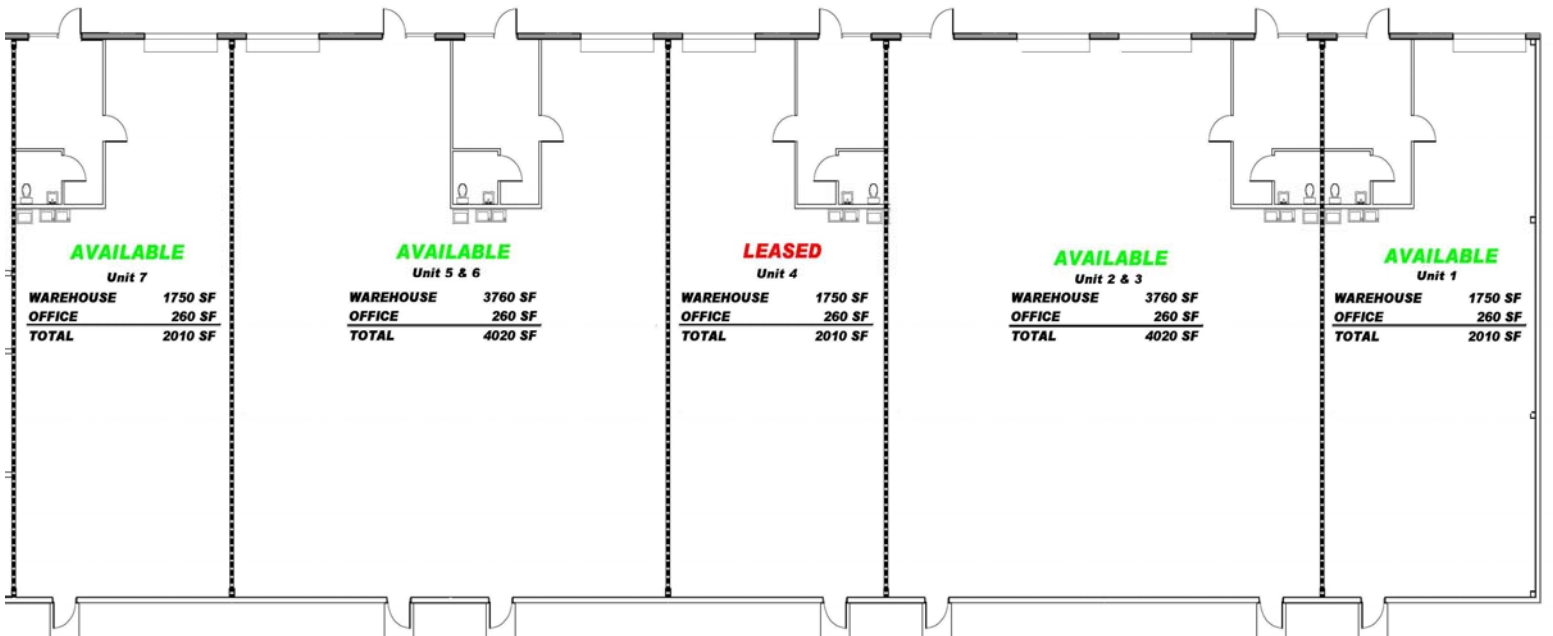 AVAILABLE
Unit 7
WAREHOUSE 1750 SF
OFFICE 260 SF
TOTAL 2010 SF
AVAILABLE
Unit 5 & 6
WAREHOUSE 3760 SF
OFFICE 260 SF
TOTAL 4020 SF
LEASED
Unit 4
WAREHOUSE 1750 SF
OFFICE 260 SF
TOTAL 2010 SF
AVAILABLE
Unit 2 & 3
WAREHOUSE 3760 SF
OFFICE 260 SF
TOTAL 4020 SF
AVAILABLE
Unit 1
WAREHOUSE 1750 SF
OFFICE 260 SF
TOTAL 2010 SF